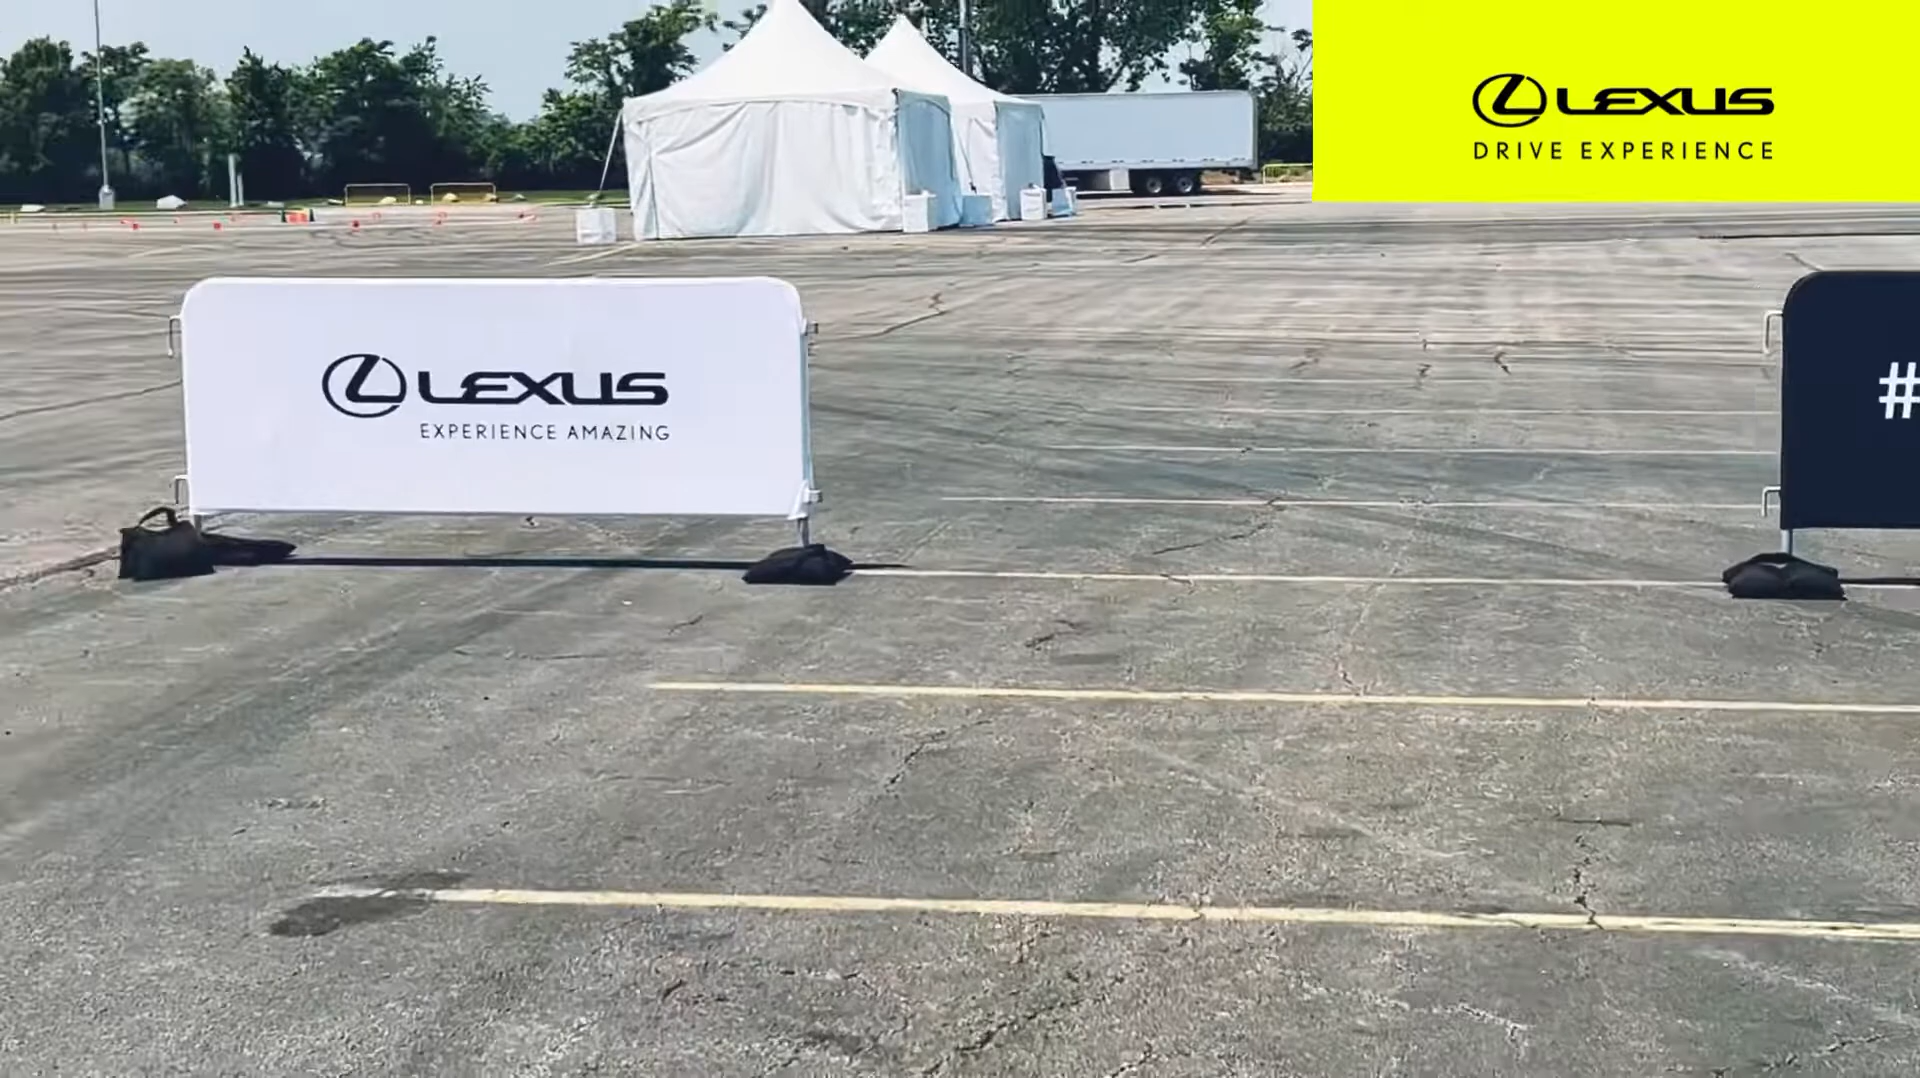 LEXUS
DRIVE EXPERIENCE
LEXUS
EXPERIENCE AMAZING
#